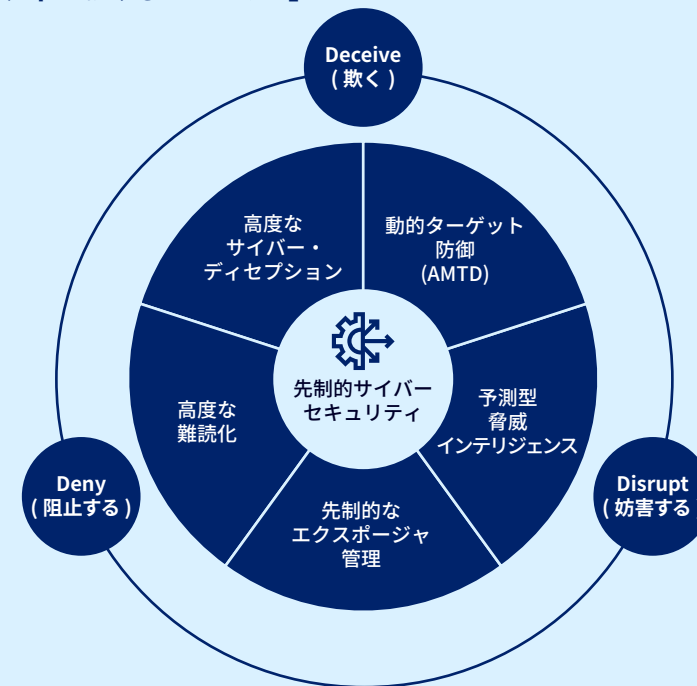 Deceive
( 欺く )
高度な
サイバー・
ディセプション
動的ターゲット
防御
(AMTD)
先制的サイバー
セキュリティ
高度な
難読化
予測型
脅威
インテリジェンス
先制的な
エクスポージャ
管理
Deny
( 阻止する )
Disrupt
( 妨害する )